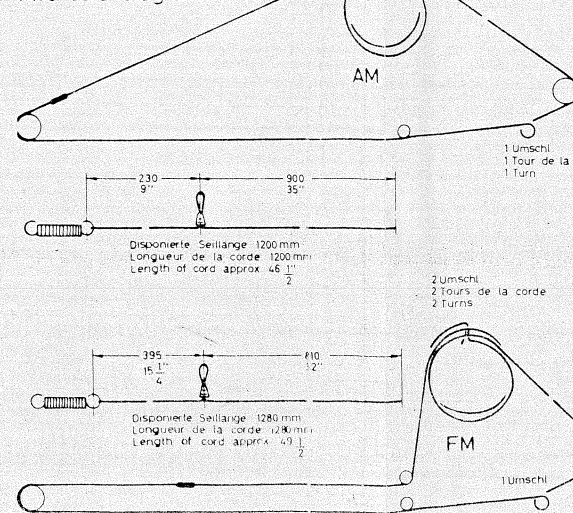 AM
1 Umschl
1 Tour de la
1 Turn
230
9"
900
35"
Disponierte Seillänge 1200 mm
Longueur de la corde 1200 mm
Length of cord approx 46 1/2"
2 Umschl
2 Tours de la corde
2 Turns
395
15 1/4"
810
32"
Disponierte Seillänge 1280 mm
Longueur de la corde 1280 mm
Length of cord approx 49 1/2"
FM
1 Umschl